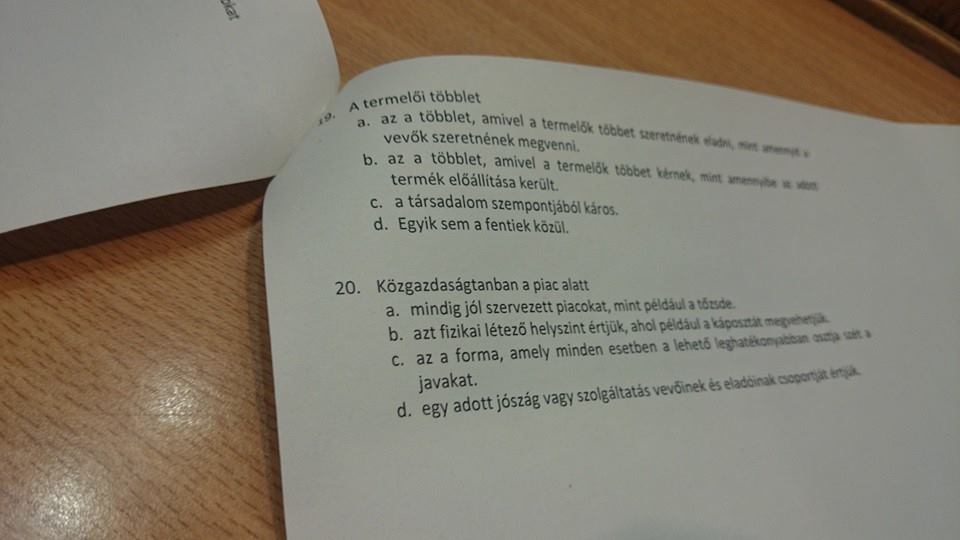 okat
19. A termelői többlet
a. az a többlet, amivel a termelők többet szeretnének eladni, mint amennyit a
vevők szeretnének megvenni.
b. az a többlet, amivel a termelők többet kérnek, mint amennyibe az adott
termék előállítása került.
c. a társadalom szempontjából káros.
d. Egyik sem a fentiek közül.
20. Közgazdaságtanban a piac alatt
a. mindig jól szervezett piacokat, mint például a tőzsde.
b. azt fizikai létező helyszínt értjük, ahol például a káposztát megvehetjük.
c. az a forma, amely minden esetben a lehető leghatékonyabban osztja szét a
javakat.
d. egy adott jószág vagy szolgáltatás vevőinek és eladóinak csoportját értjük.